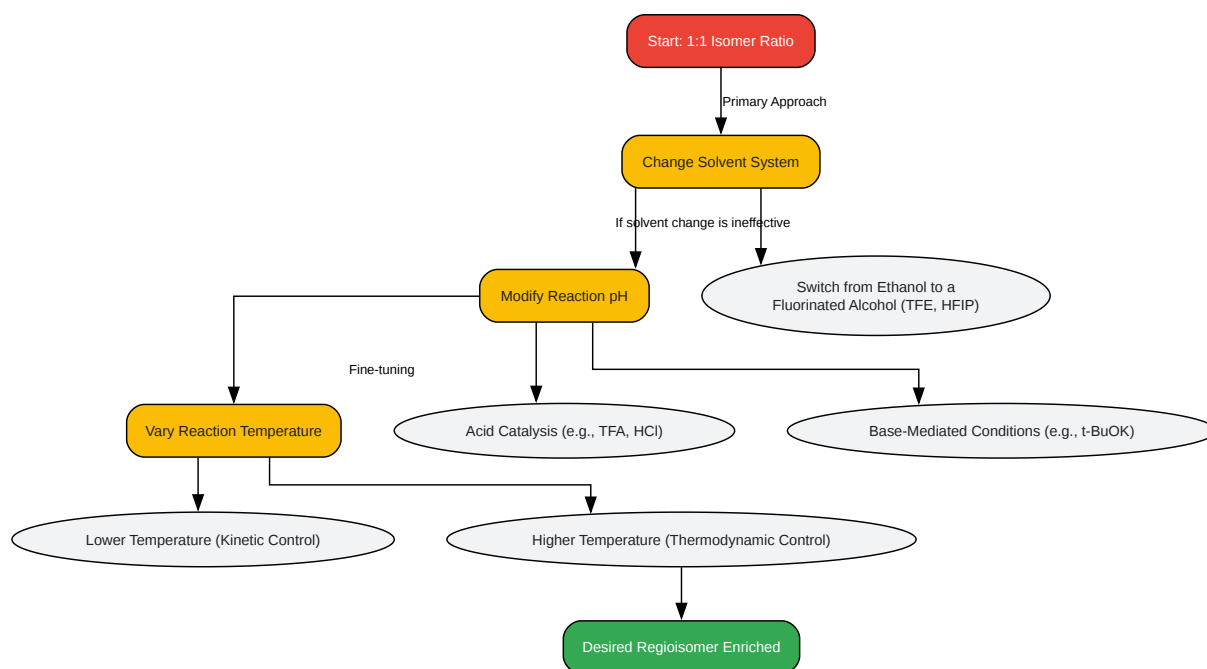 Start: 1:1 Isomer Ratio
Primary Approach
Change Solvent System
If solvent change is ineffective
Switch from Ethanol to a
Fluorinated Alcohol (TFE, HFIP)
Modify Reaction pH
Fine-tuning
Vary Reaction Temperature
Acid Catalysis (e.g., TFA, HCl)
Base-Mediated Conditions (e.g., t-BuOK)
Lower Temperature (Kinetic Control)
Higher Temperature (Thermodynamic Control)
Desired Regioisomer Enriched